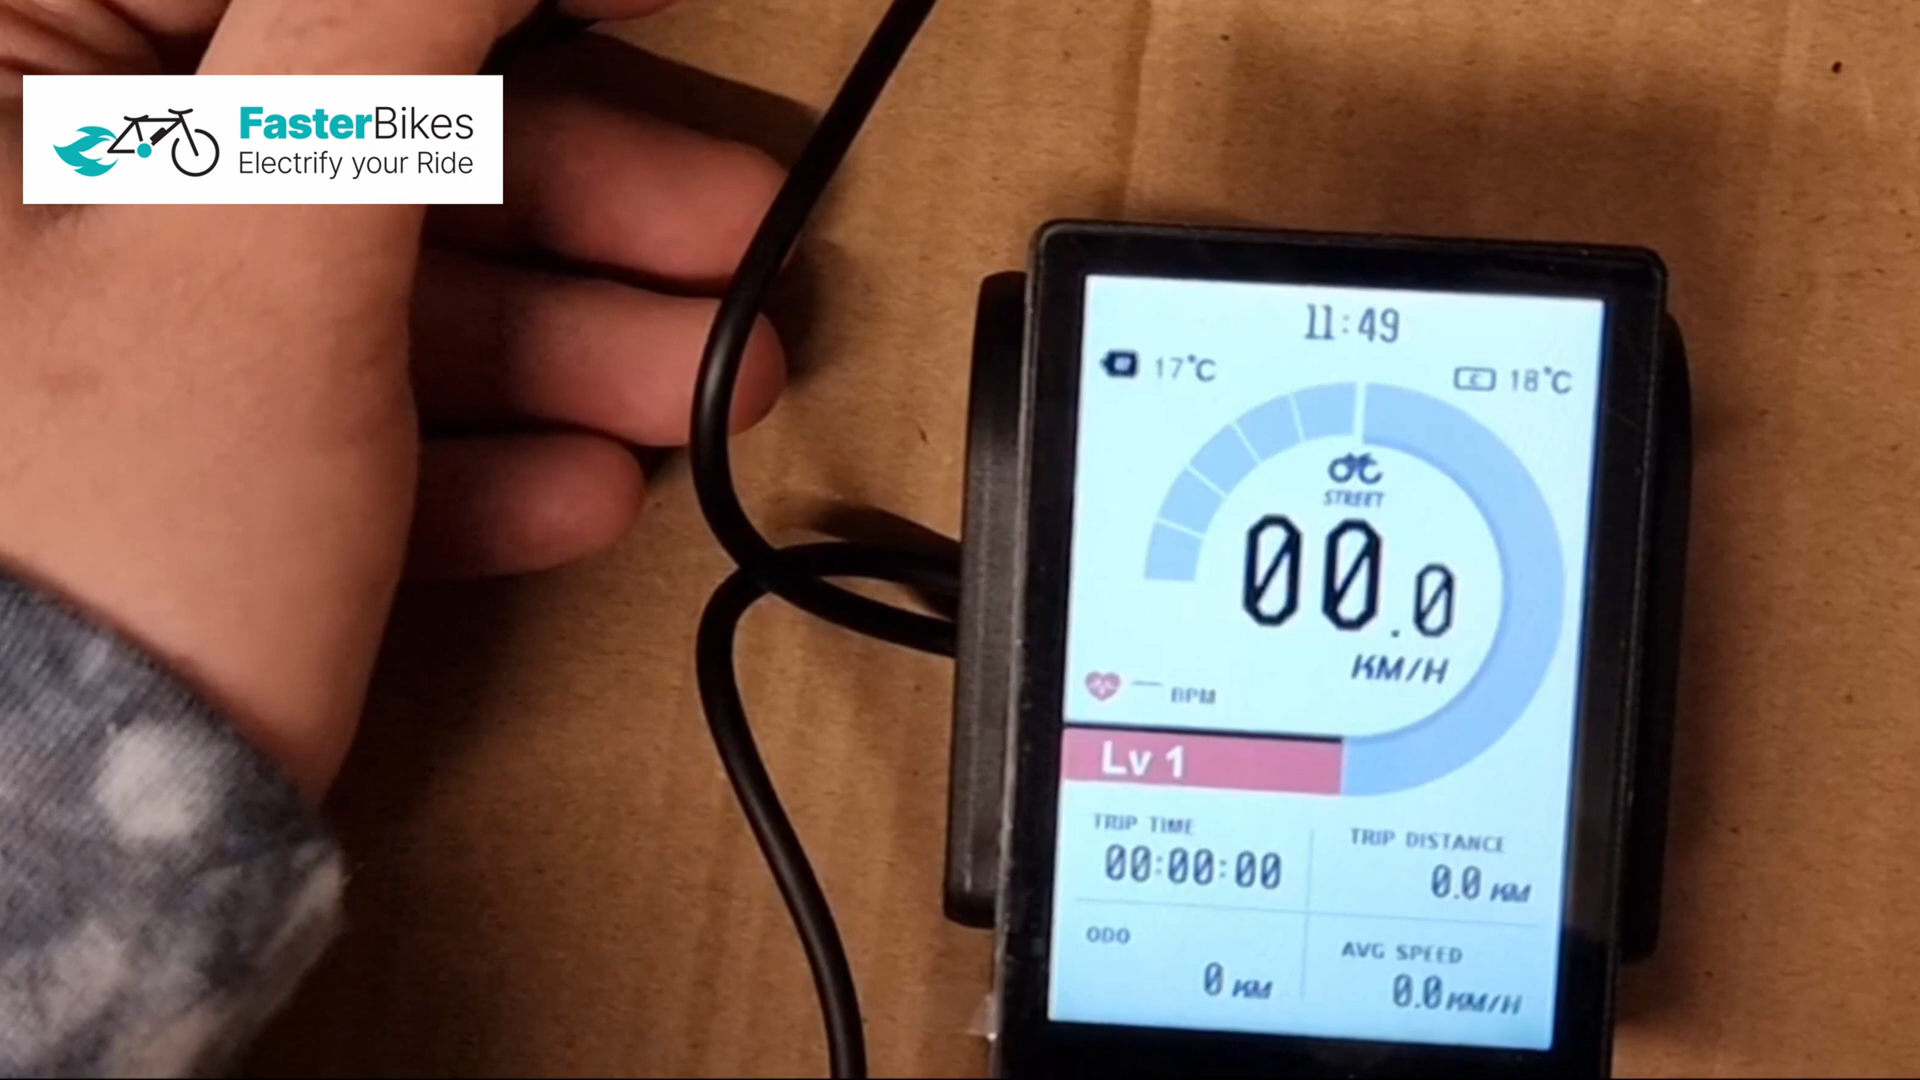 FasterBikes
Electrify your Ride
11:49
17°C
18°C
STREET
00.0
KM/H
BPM
Lv 1
TRIP TIME
00:00:00
TRIP DISTANCE
0.0 KM
ODO
0 KM
AVG SPEED
0.0 KM/H